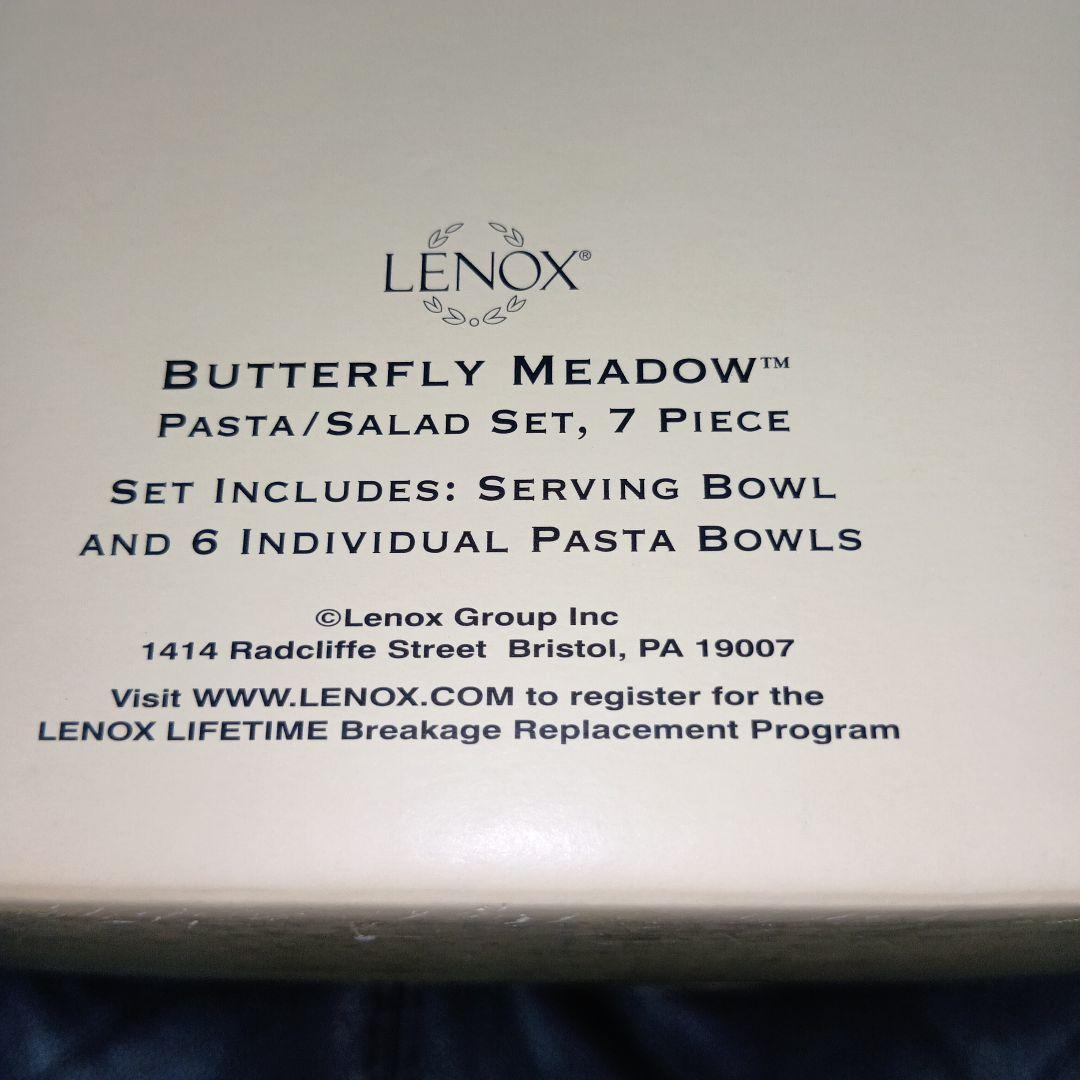 LENOX®
BUTTERFLY MEADOW™
PASTA/SALAD SET, 7 PIECE
SET INCLUDES: SERVING BOWL
AND 6 INDIVIDUAL PASTA BOWLS
©Lenox Group Inc
1414 Radcliffe Street Bristol, PA 19007
Visit WWW.LENOX.COM to register for the
LENOX LIFETIME Breakage Replacement Program